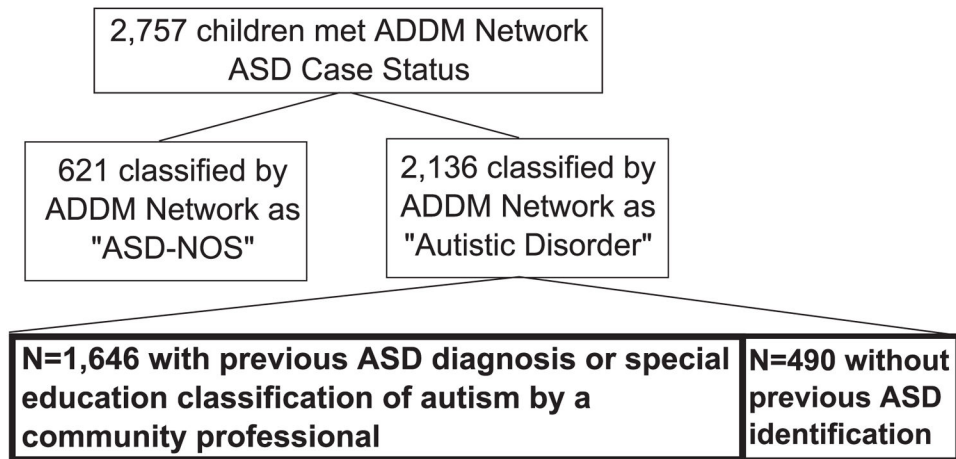 2,757 children met ADDM Network
ASD Case Status
621 classified by
ADDM Network as
"ASD-NOS"
2,136 classified by
ADDM Network as
"Autistic Disorder"
N=1,646 with previous ASD diagnosis or special
education classification of autism by a
community professional
N=490 without
previous ASD
identification